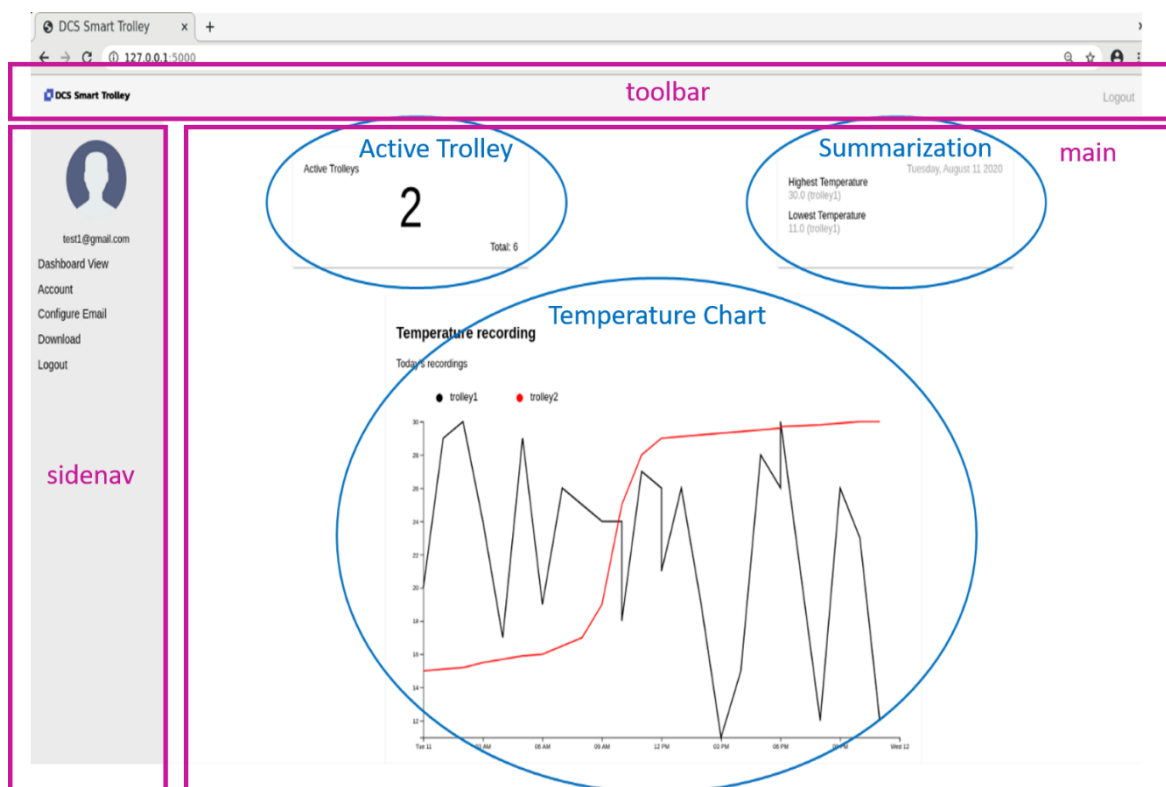 DCS Smart Trolley x +
127.0.0.1:5000
toolbar
DCS Smart Trolley
Logout
Active Trolley
Summarization
main
Active Trolleys
2
Total: 6
Tuesday, August 11 2020
Highest Temperature
30.0 (trolley1)
Lowest Temperature
11.0 (trolley1)
test1@gmail.com
Dashboard View
Account
Configure Email
Download
Logout
sidenav
Temperature Chart
Temperature recording
Today's recordings
trolley1 trolley2
30
28
26
24
22
20
18
16
14
12
Tue 11 03 AM 06 AM 09 AM 12 PM 03 PM 06 PM 09 PM Wed 12